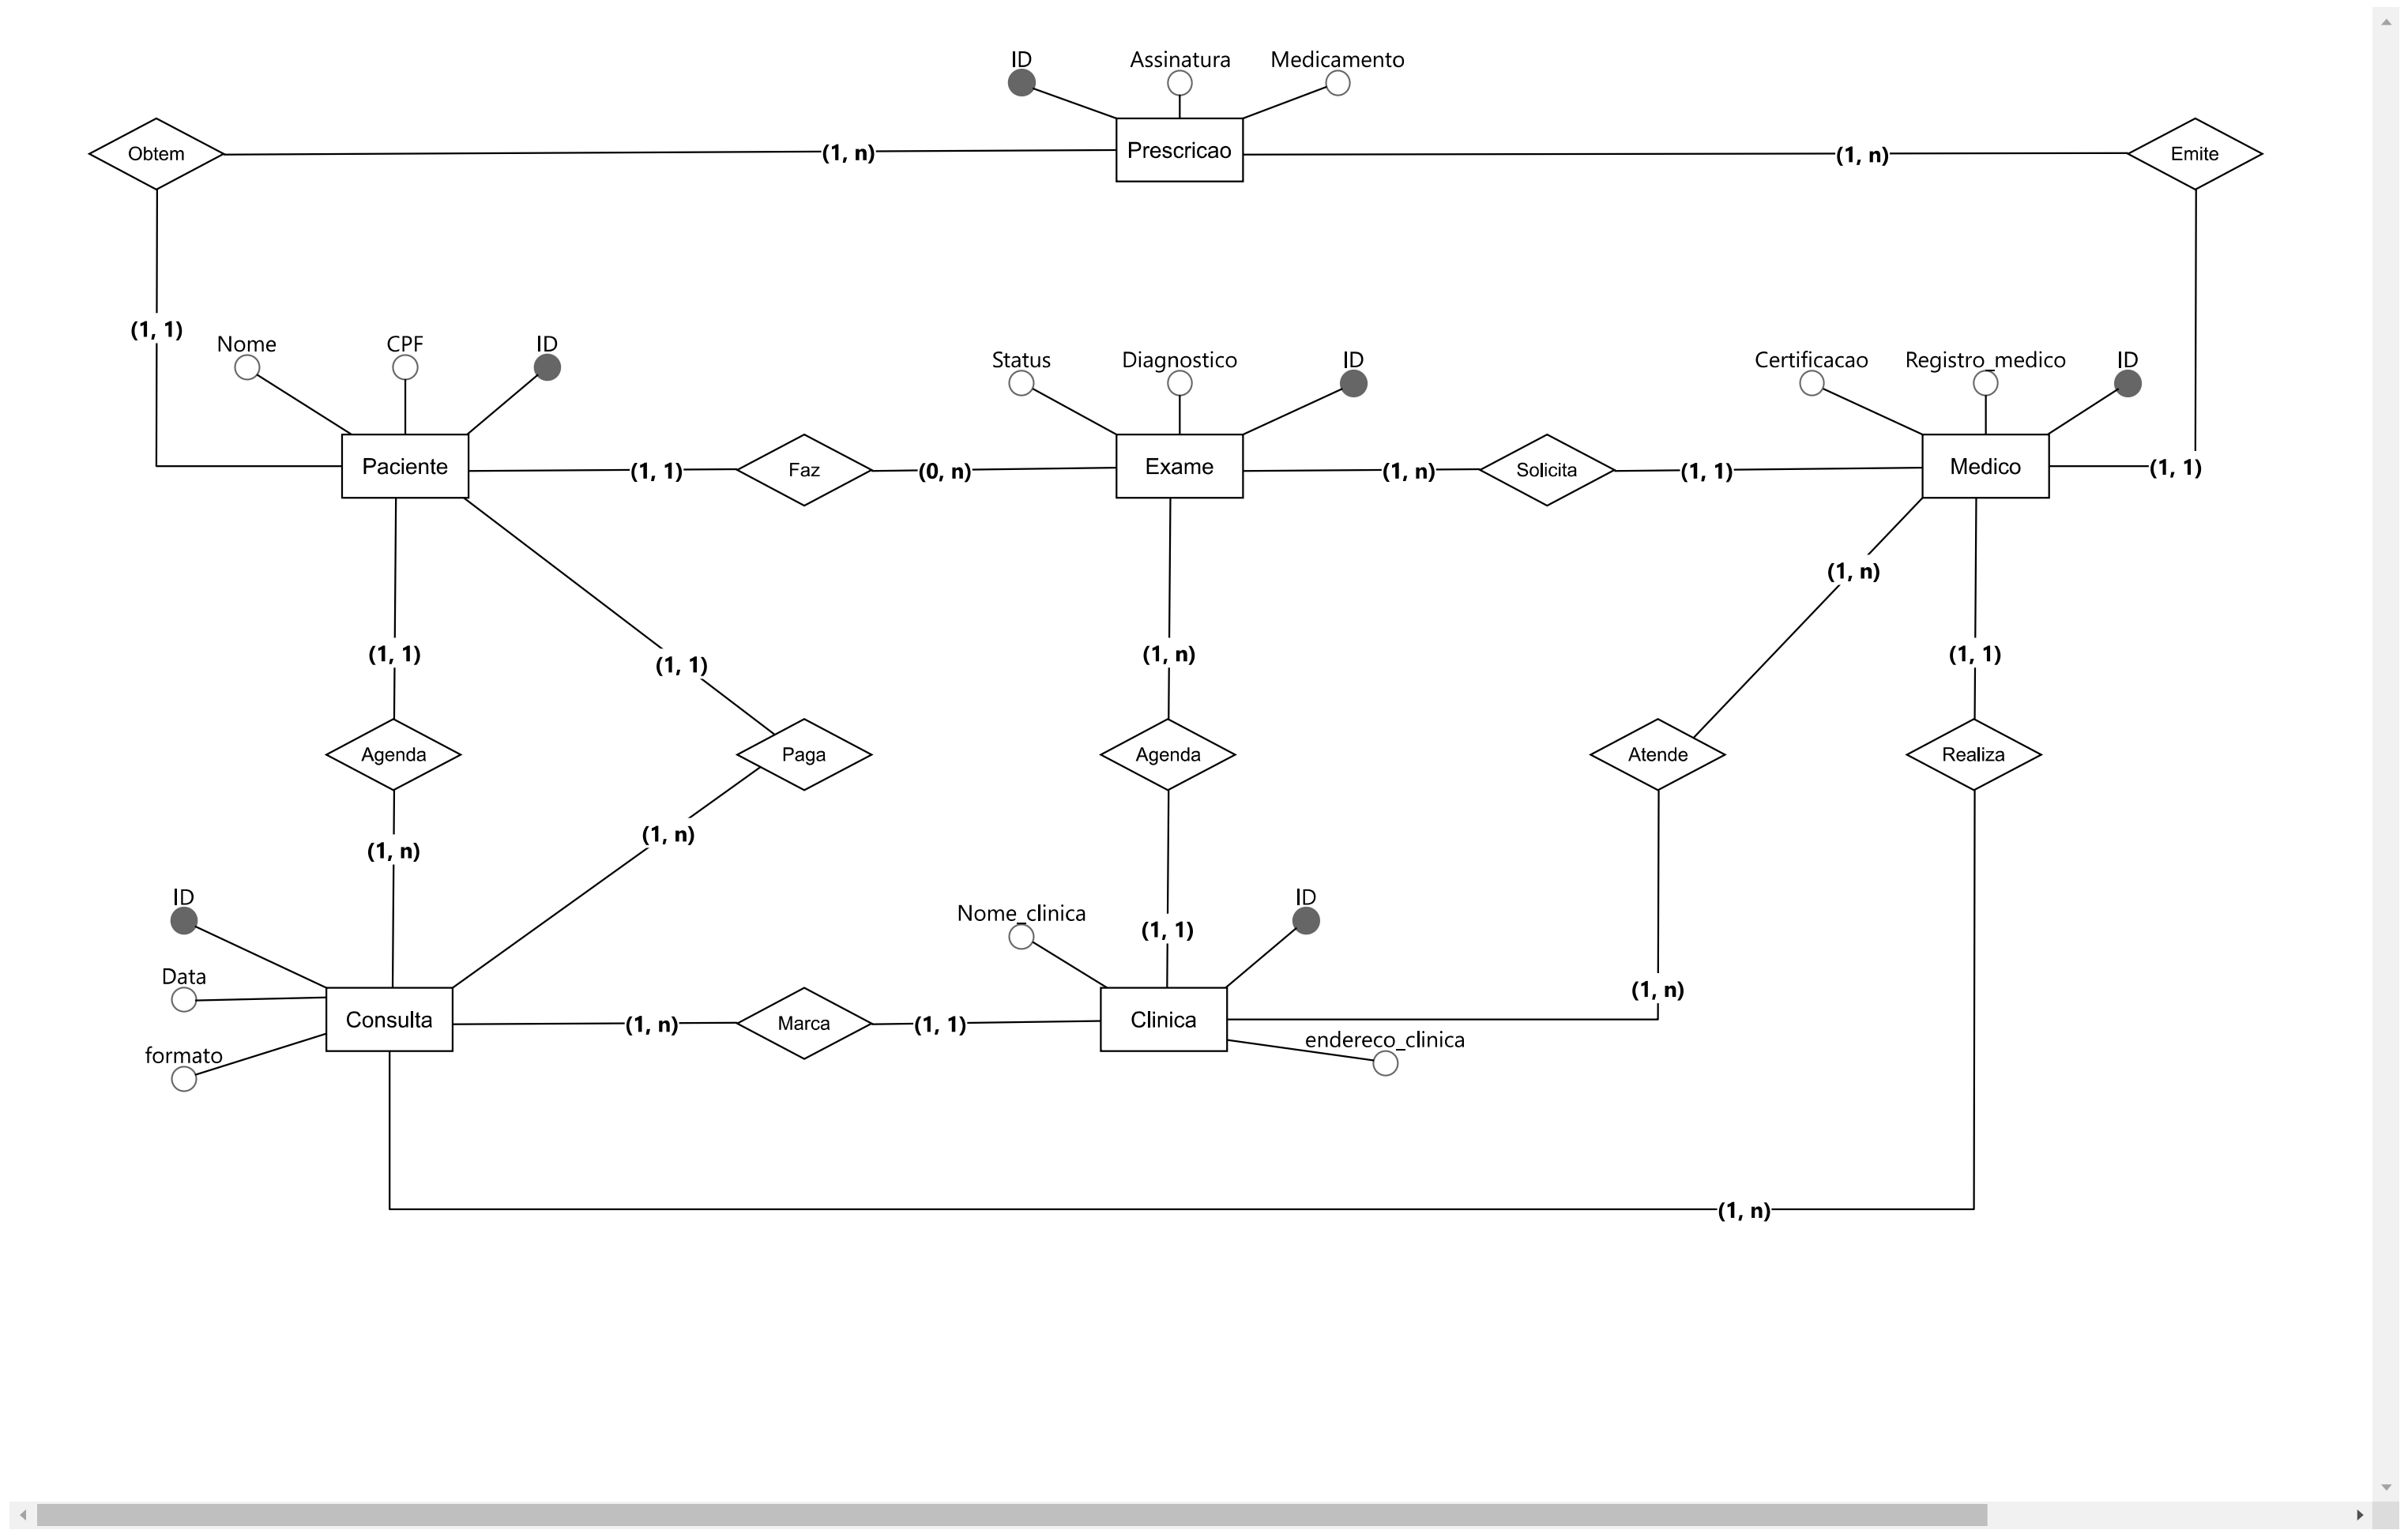 ID
Assinatura
Medicamento
Obtem
(1, n)
Prescricao
(1, n)
Emite
(1, 1)
Nome
CPF
ID
Status
Diagnostico
ID
Certificacao
Registro_medico
ID
Paciente
(1, 1)
Faz
(0, n)
Exame
(1, n)
Solicita
(1, 1)
Medico
(1, 1)
(1, n)
(1, 1)
(1, 1)
(1, n)
(1, 1)
Agenda
Paga
Agenda
Atende
Realiza
(1, n)
(1, n)
ID
Nome_clinica
ID
(1, 1)
Data
(1, n)
Consulta
(1, n)
Marca
(1, 1)
Clinica
endereco_clinica
formato
(1, n)